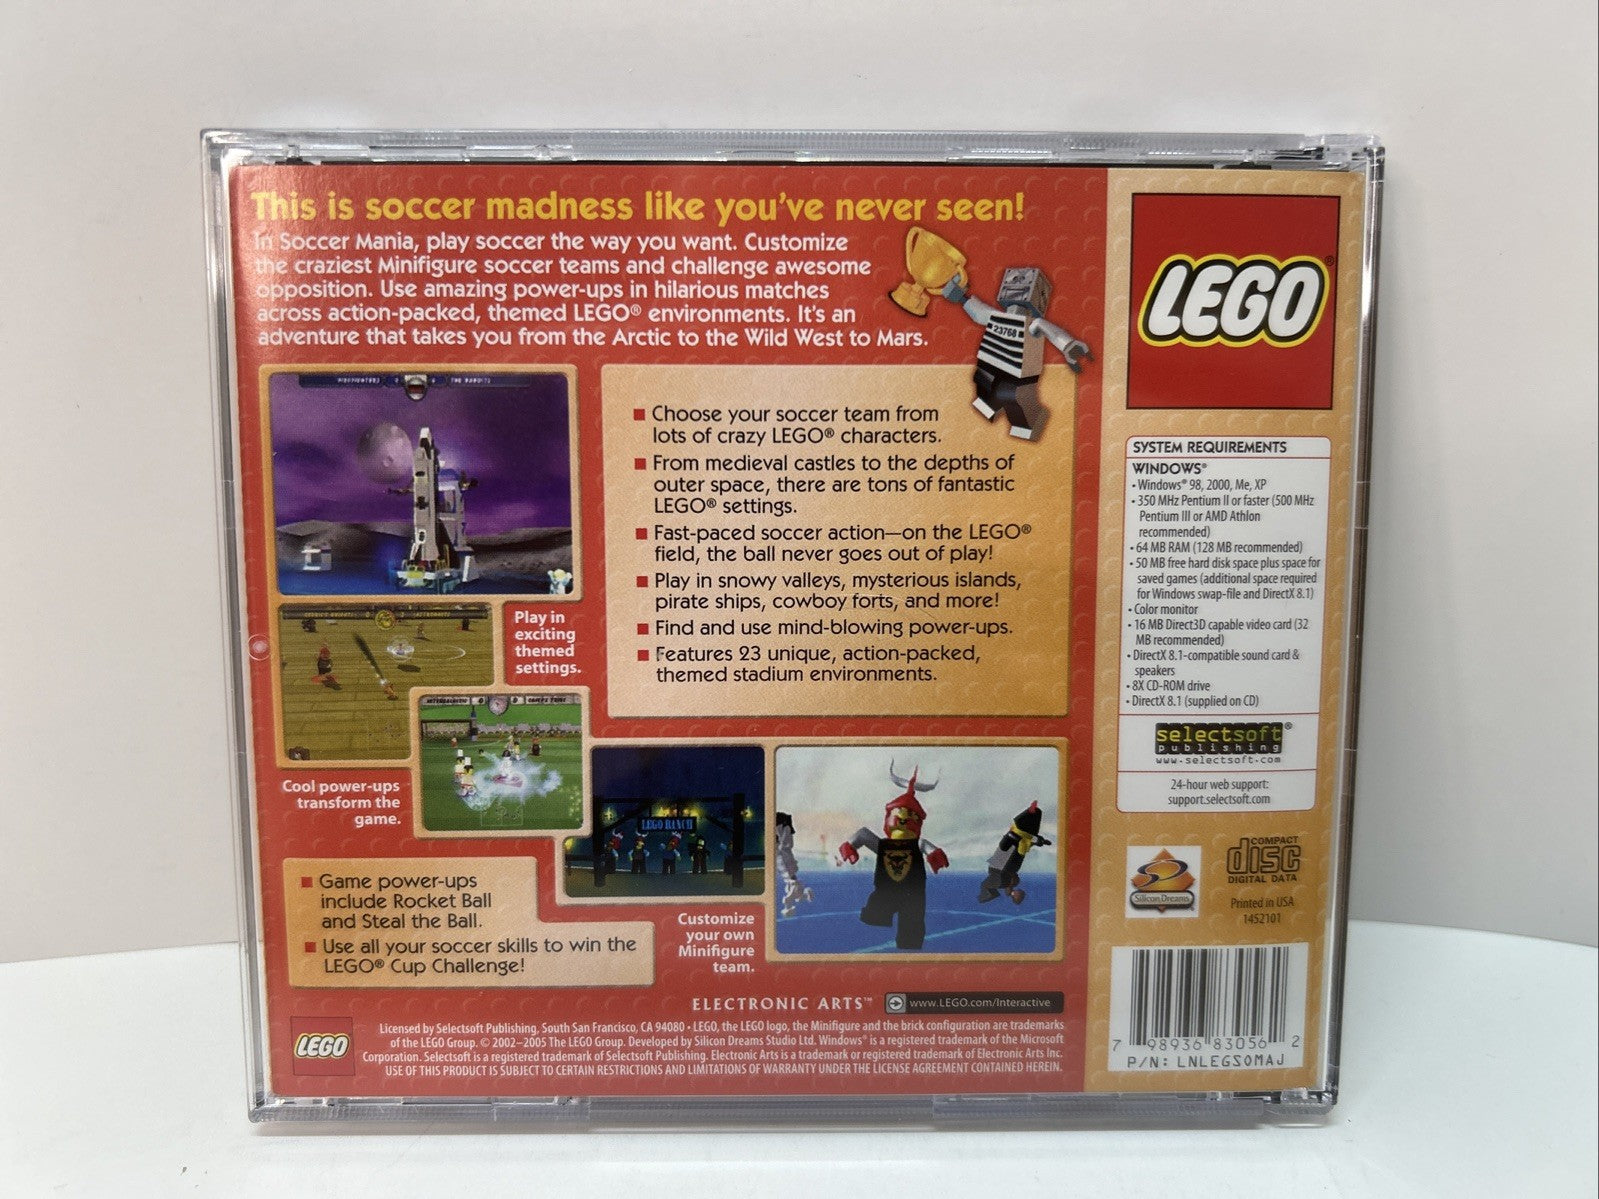 This is soccer madness like you've never seen!
In Soccer Mania, play soccer the way you want. Customize
the craziest Minifigure soccer teams and challenge awesome
opposition. Use amazing power-ups in hilarious matches
across action-packed, themed LEGO® environments. It's an
adventure that takes you from the Arctic to the Wild West to Mars.
23768
■ Choose your soccer team from
lots of crazy LEGO® characters.
■ From medieval castles to the depths of
outer space, there are tons of fantastic
LEGO® settings.
■ Fast-paced soccer action—on the LEGO®
field, the ball never goes out of play!
■ Play in snowy valleys, mysterious islands,
pirate ships, cowboy forts, and more!
■ Find and use mind-blowing power-ups.
■ Features 23 unique, action-packed,
themed stadium environments.
Play in
exciting
themed
settings.
Cool power-ups
transform the
game.
LEGO RANCH
Customize
your own
Minifigure
team.
■ Game power-ups
include Rocket Ball
and Steal the Ball.
■ Use all your soccer skills to win the
LEGO® Cup Challenge!
ELECTRONIC ARTS™
www.LEGO.com/Interactive
LEGO
Licensed by Selectsoft Publishing, South San Francisco, CA 94080 • LEGO, the LEGO logo, the Minifigure and the brick configuration are trademarks
of the LEGO Group. © 2002–2005 The LEGO Group. Developed by Silicon Dreams Studio Ltd. Windows® is a registered trademark of the Microsoft
Corporation. Selectsoft is a registered trademark of Selectsoft Publishing. Electronic Arts is a trademark or registered trademark of Electronic Arts Inc.
USE OF THIS PRODUCT IS SUBJECT TO CERTAIN RESTRICTIONS AND LIMITATIONS OF WARRANTY UNDER THE LICENSE AGREEMENT CONTAINED HEREIN.
LEGO®
SYSTEM REQUIREMENTS
WINDOWS®
• Windows® 98, 2000, Me, XP
• 350 MHz Pentium II or faster (500 MHz
Pentium III or AMD Athlon
recommended)
• 64 MB RAM (128 MB recommended)
• 50 MB free hard disk space plus space for
saved games (additional space required
for Windows swap-file and DirectX 8.1)
• Color monitor
• 16 MB Direct3D capable video card (32
MB recommended)
• DirectX 8.1-compatible sound card &
speakers
• 8X CD-ROM drive
• DirectX 8.1 (supplied on CD)
selectsoft®
publishing
www.selectsoft.com
24-hour web support:
support.selectsoft.com
Silicon Dreams
COMPACT
disc
DIGITAL DATA
Printed in USA
1452101
7 98936 83056 2
P/N: LNLEGSOMAJ